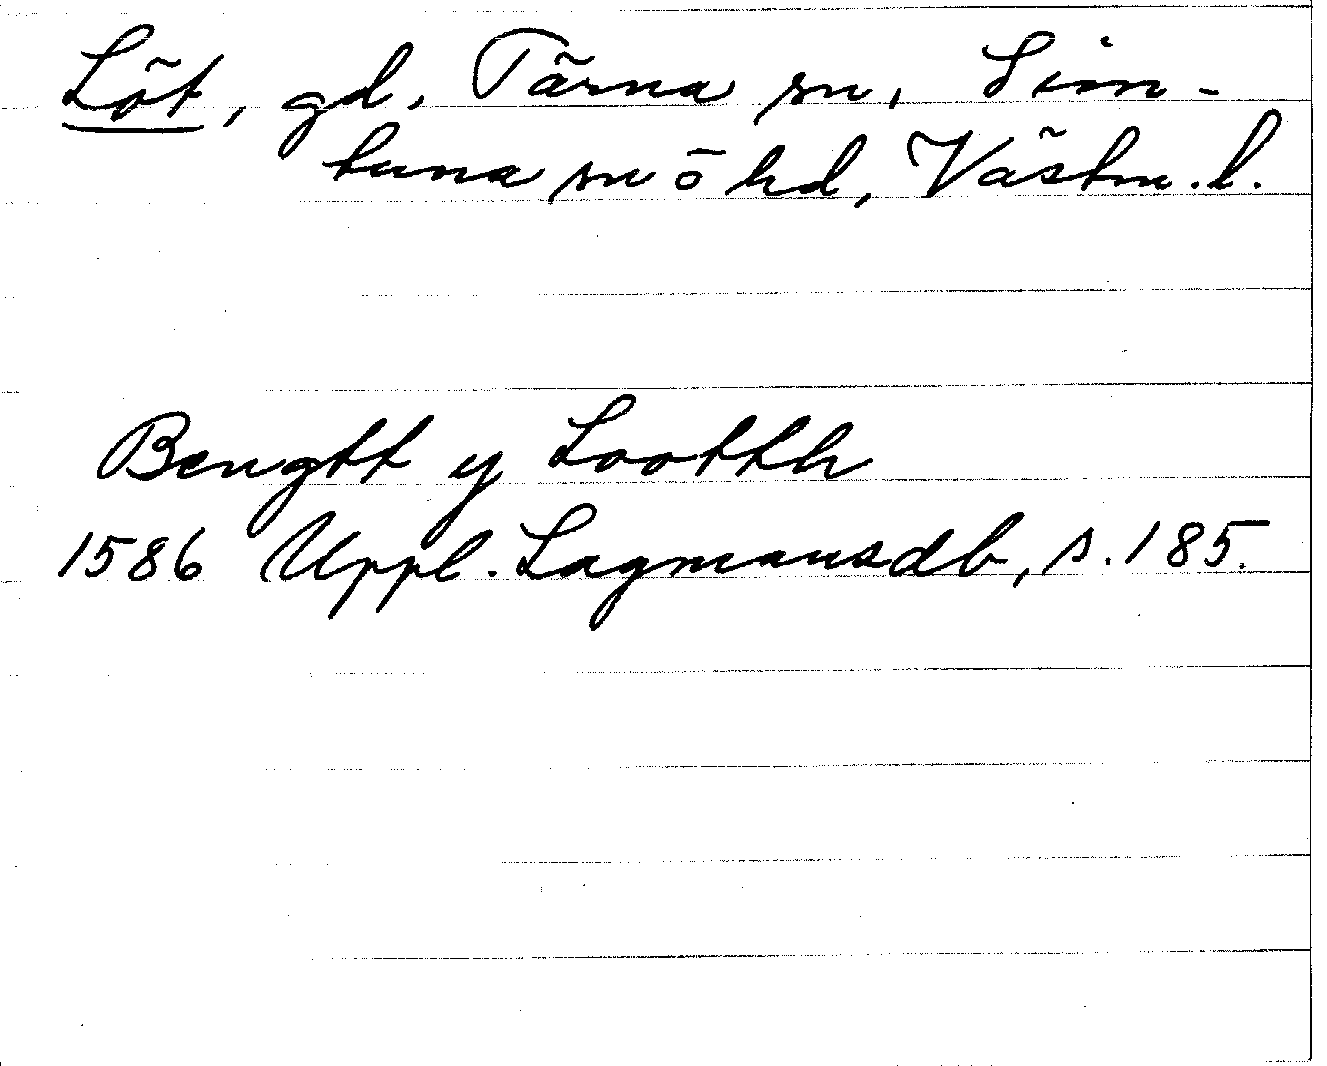 Löt, gd, Tärna sn, Sim-
tuna sn ö hd, Västm. l.
Bengtt y Lootth
1586 Uppl. Lagmansdb, s. 185.